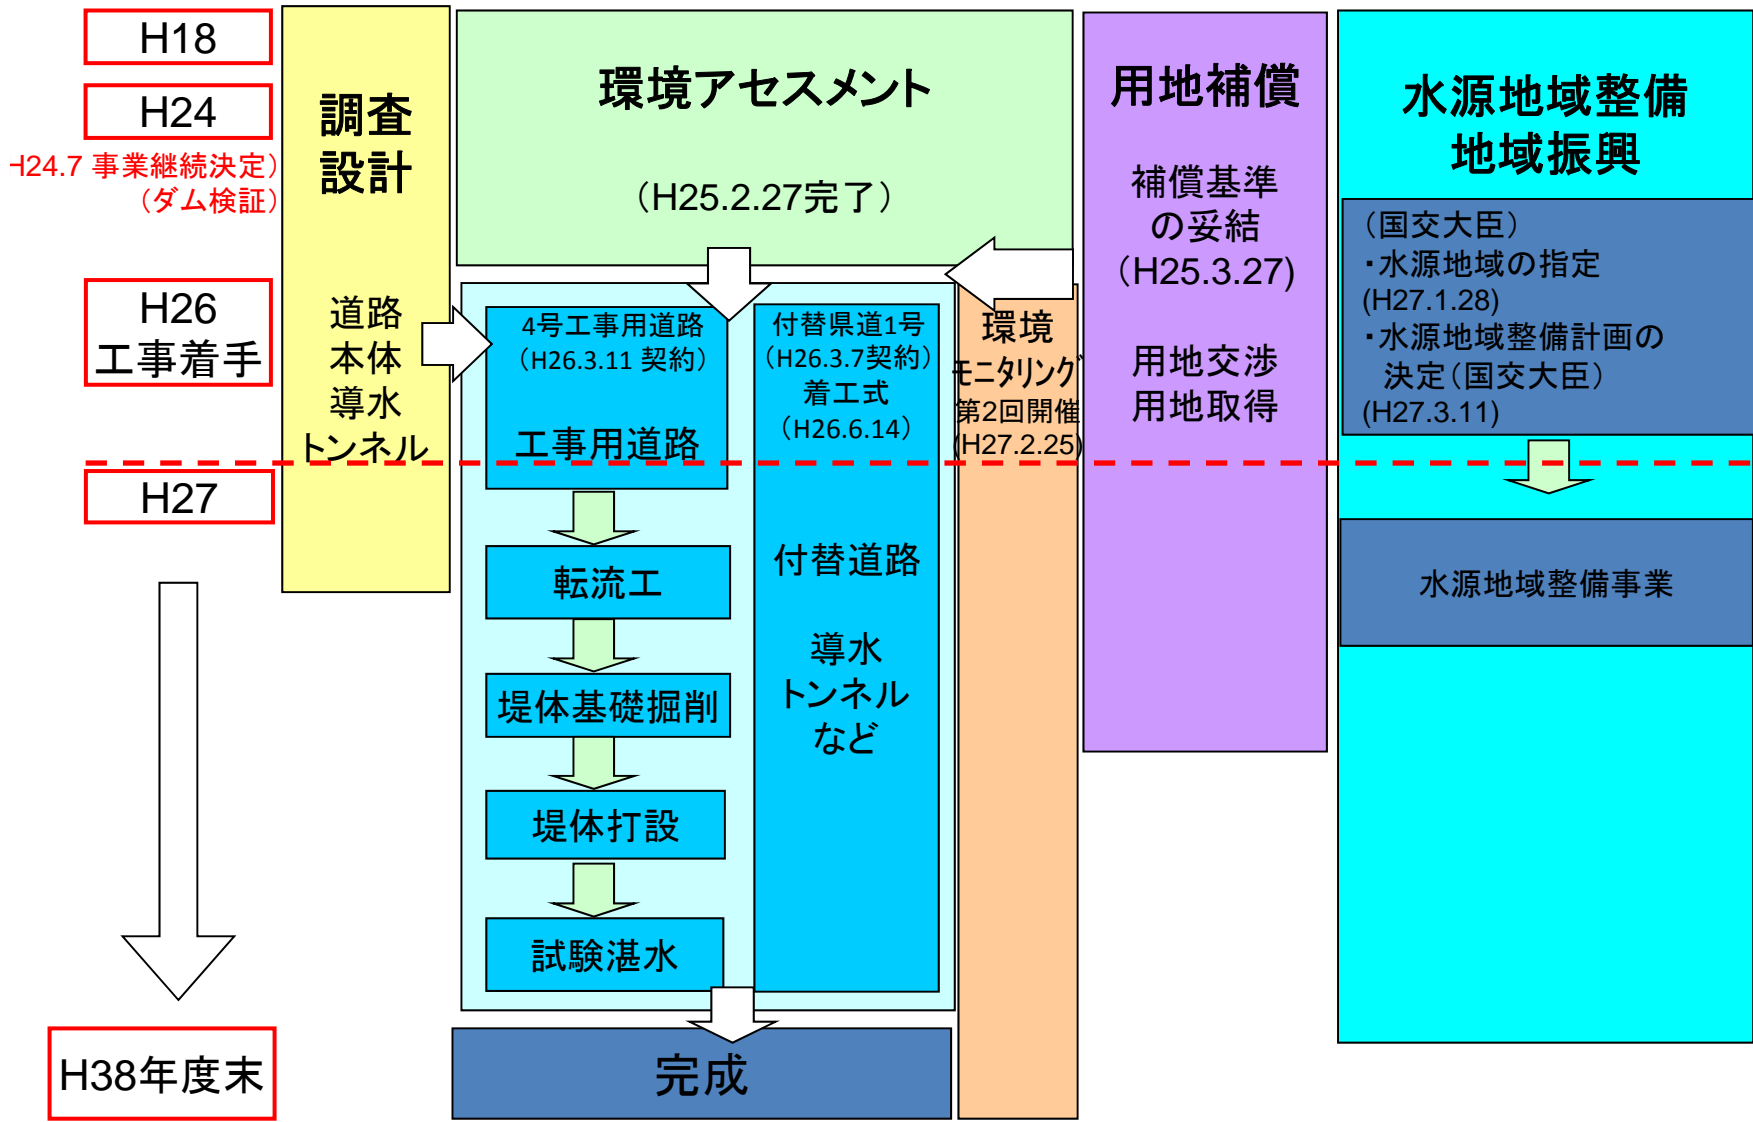 H18
H24
H24.7 事業継続決定）
（ダム検証）
H26
工事着手
H27
H38年度末
調査
設計
道路
本体
導水
トンネル
環境アセスメント
（H25.2.27完了）
4号工事用道路
（H26.3.11 契約）
工事用道路
転流工
堤体基礎掘削
堤体打設
試験湛水
付替県道1号
（H26.3.7契約）
着工式
（H26.6.14）
付替道路
導水
トンネル
など
完成
環境
モニタリング
第2回開催
(H27.2.25)
用地補償
補償基準
の妥結
（H25.3.27)
用地交渉
用地取得
水源地域整備
地域振興
（国交大臣）
・水源地域の指定
(H27.1.28)
・水源地域整備計画の
決定（国交大臣）
(H27.3.11)
水源地域整備事業